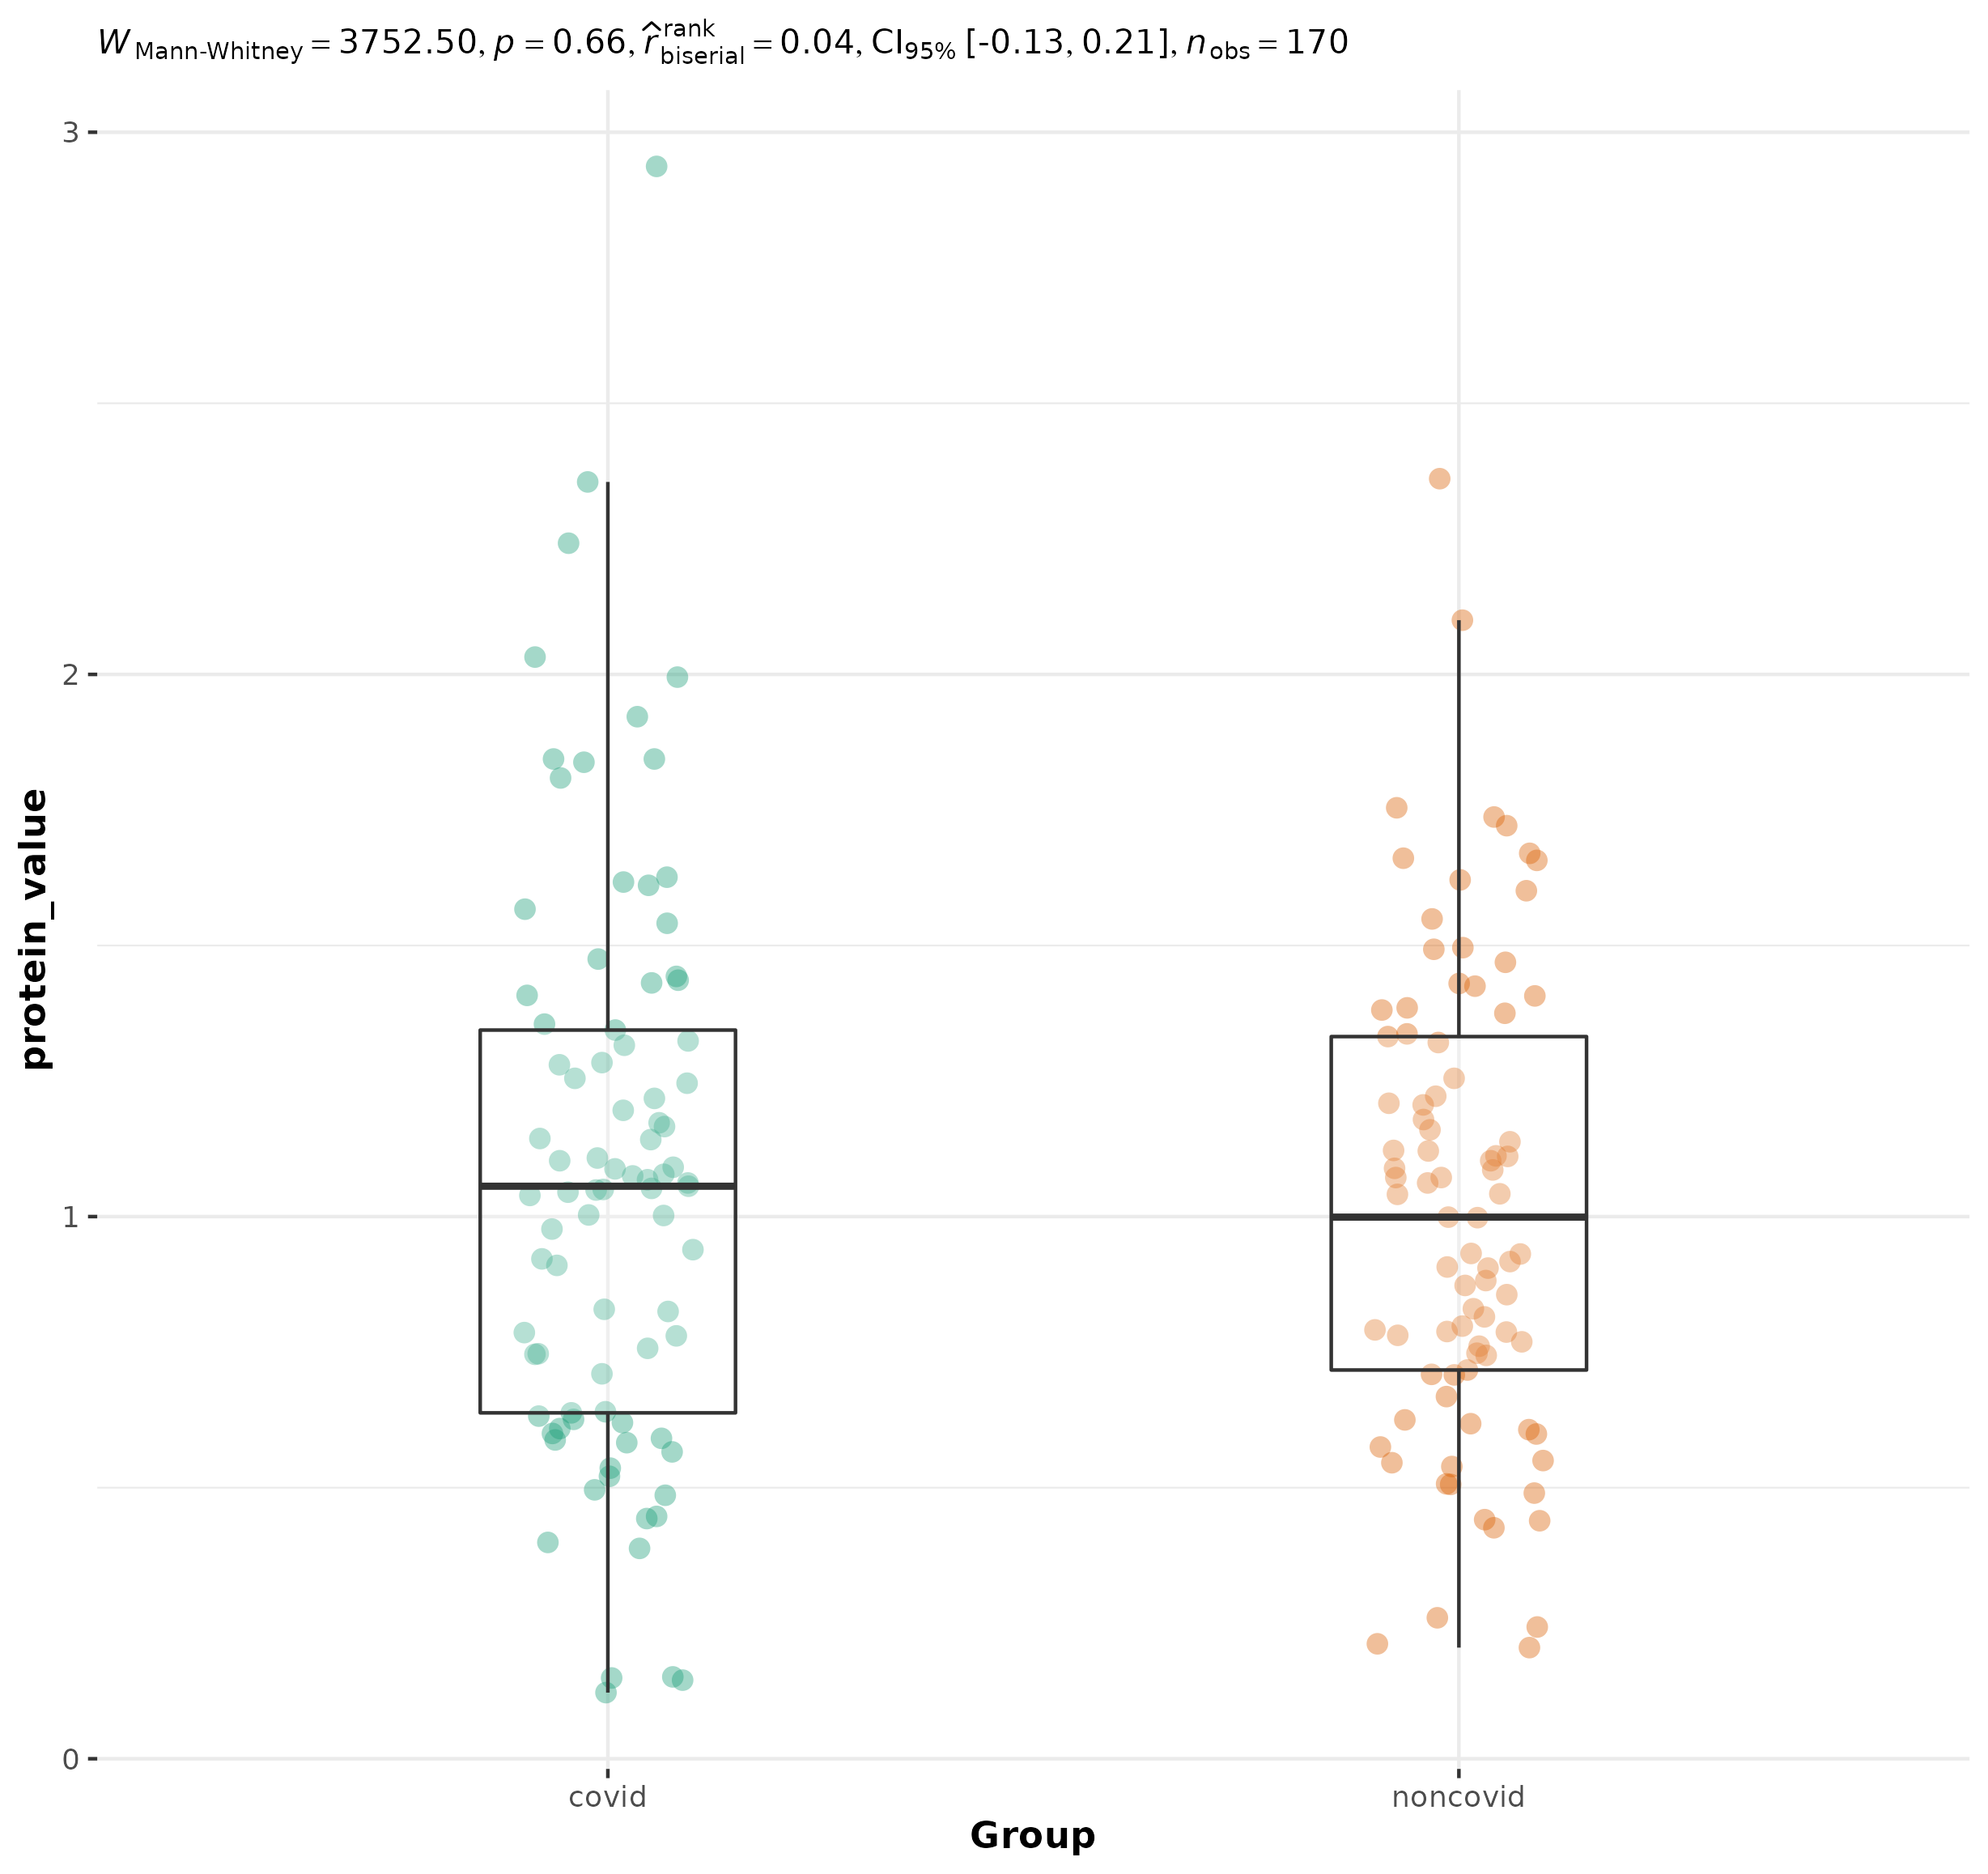 W Mann-Whitney = 3752.50, p = 0.66, r̂ rank biserial = 0.04, CI95% [-0.13, 0.21], nobs = 170
3
2
1
0
protein_value
covid
noncovid
Group